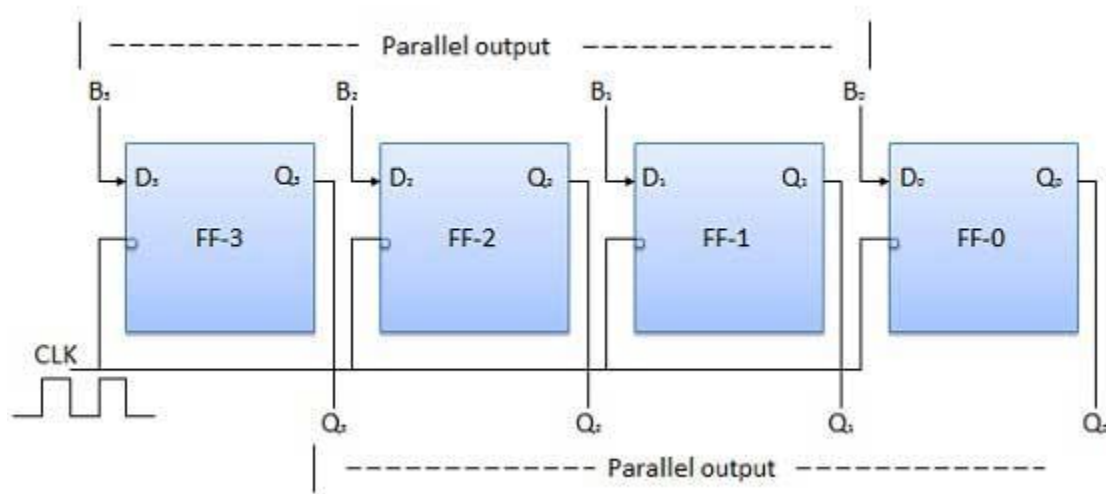 Parallel output
B₃ B₂ B₁ B₀
D₃ Q₃ D₂ Q₂ D₁ Q₁ D₀ Q₀
FF-3 FF-2 FF-1 FF-0
CLK
Q₃ Q₂ Q₁ Q₀
Parallel output